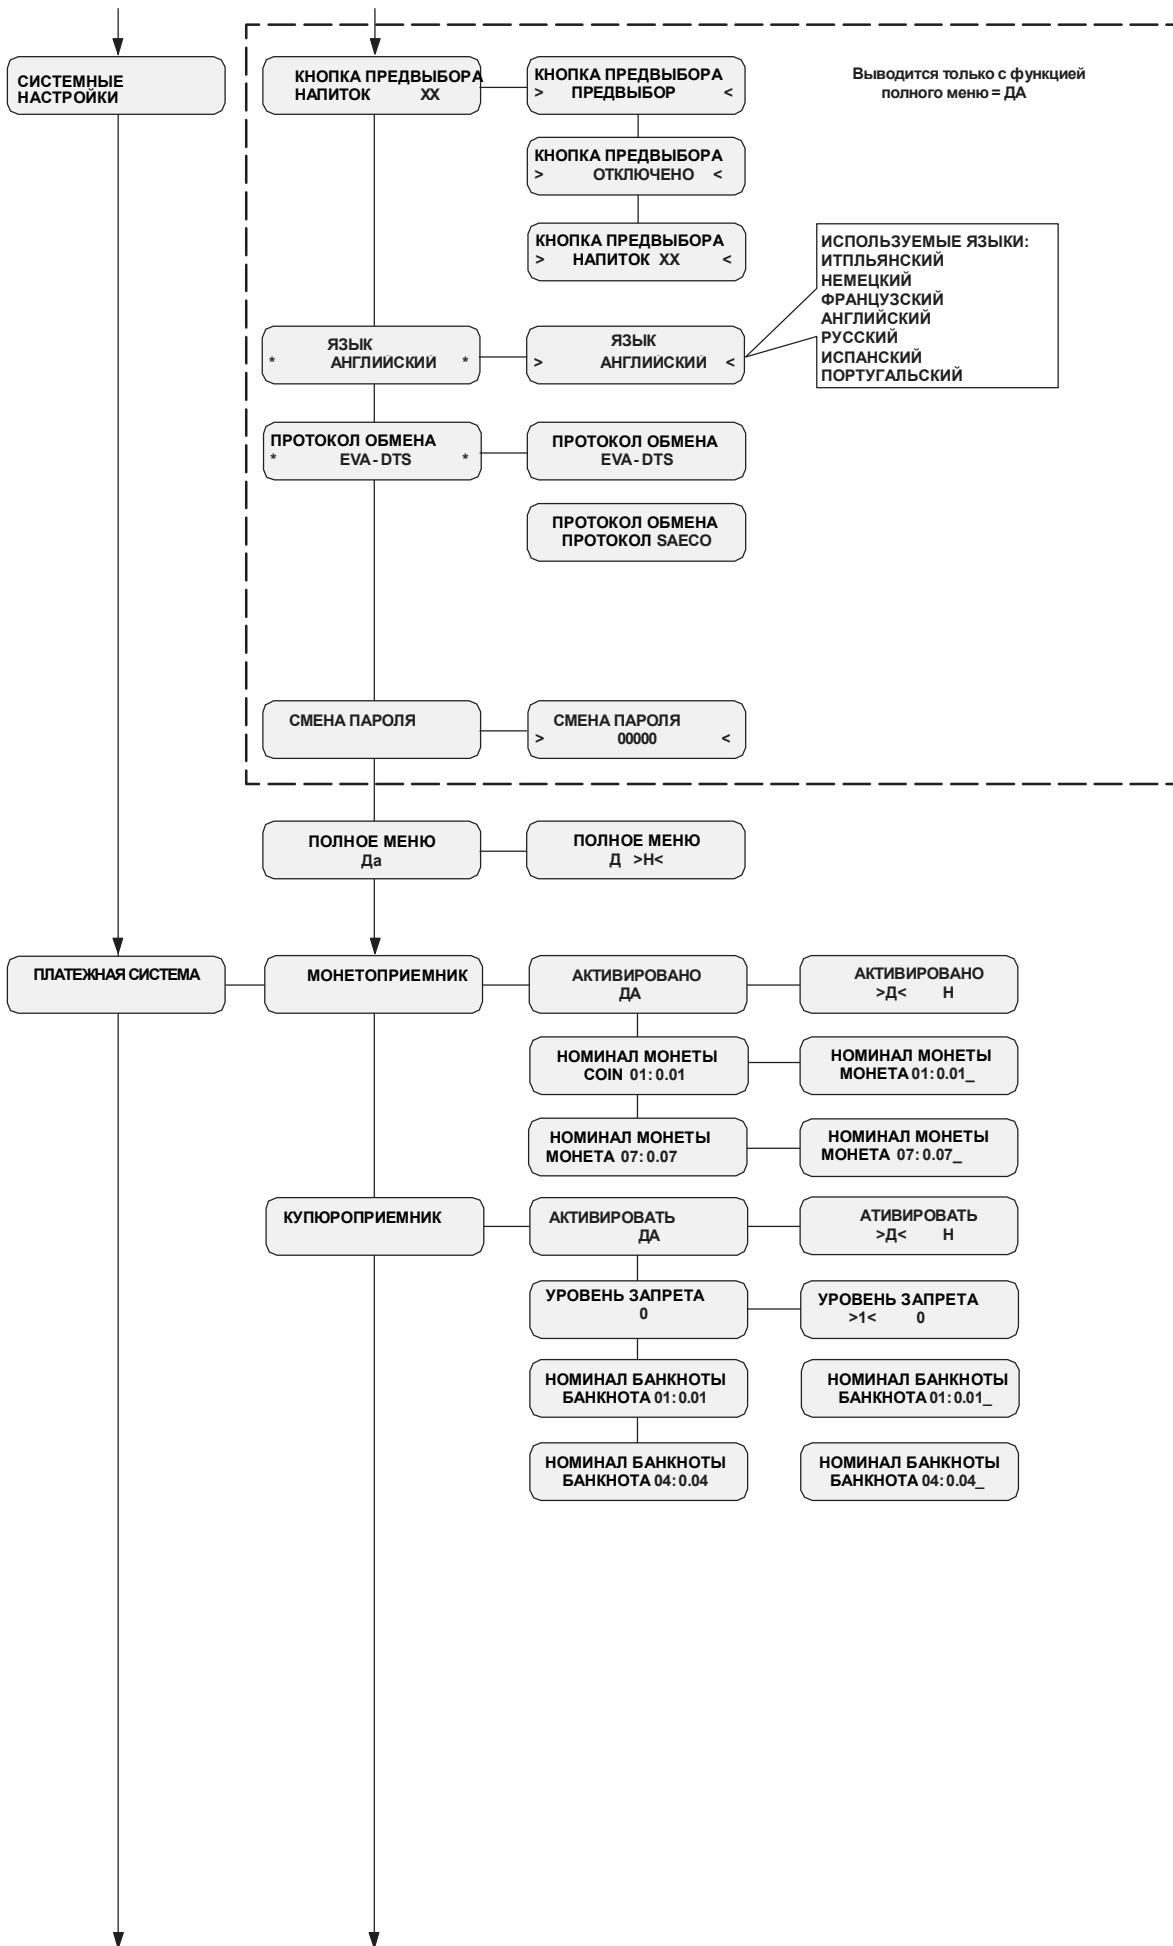 СИСТЕМНЫЕ
НАСТРОЙКИ
КНОПКА ПРЕДВЫБОРА
НАПИТОК XX
КНОПКА ПРЕДВЫБОРА
> ПРЕДВЫБОР <
Выводится только с функцией
полного меню = ДА
КНОПКА ПРЕДВЫБОРА
> ОТКЛЮЧЕНО <
КНОПКА ПРЕДВЫБОРА
> НАПИТОК XX <
ИСПОЛЬЗУЕМЫЕ ЯЗЫКИ:
ИТПЛЬЯНСКИЙ
НЕМЕЦКИЙ
ФРАНЦУЗСКИЙ
АНГЛИЙСКИЙ
РУССКИЙ
ИСПАНСКИЙ
ПОРТУГАЛЬСКИЙ
ЯЗЫК
* АНГЛИЙСКИЙ *
ЯЗЫК
> АНГЛИЙСКИЙ <
ПРОТОКОЛ ОБМЕНА
* EVA-DTS *
ПРОТОКОЛ ОБМЕНА
EVA-DTS
ПРОТОКОЛ ОБМЕНА
ПРОТОКОЛ SAECO
СМЕНА ПАРОЛЯ
СМЕНА ПАРОЛЯ
> 00000 <
ПОЛНОЕ МЕНЮ
Да
ПОЛНОЕ МЕНЮ
Д >Н<
ПЛАТЕЖНАЯ СИСТЕМА
МОНЕТОПРИЕМНИК
АКТИВИРОВАНО
ДА
АКТИВИРОВАНО
>Д< Н
НОМИНАЛ МОНЕТЫ
COIN 01:0.01
НОМИНАЛ МОНЕТЫ
МОНЕТА 01:0.01_
НОМИНАЛ МОНЕТЫ
МОНЕТА 07:0.07
НОМИНАЛ МОНЕТЫ
МОНЕТА 07:0.07_
КУПЮРОПРИЕМНИК
АКТИВИРОВАТЬ
ДА
АТИВИРОВАТЬ
>Д< Н
УРОВЕНЬ ЗАПРЕТА
0
УРОВЕНЬ ЗАПРЕТА
>1< 0
НОМИНАЛ БАНКНОТЫ
БАНКНОТА 01:0.01
НОМИНАЛ БАНКНОТЫ
БАНКНОТА 01:0.01_
НОМИНАЛ БАНКНОТЫ
БАНКНОТА 04:0.04
НОМИНАЛ БАНКНОТЫ
БАНКНОТА 04:0.04_